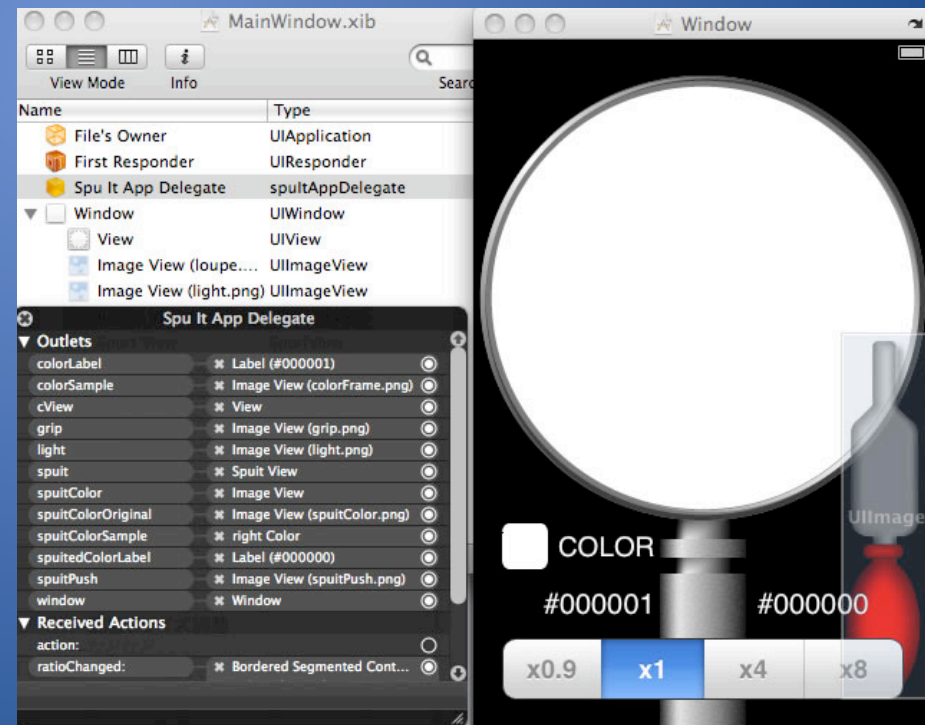 MainWindow.xib
View Mode Info Searc
Name Type
File's Owner UIApplication
First Responder UIResponder
Spu It App Delegate spuItAppDelegate
Window UIWindow
View UIView
Image View (loupe.... UIImageView
Image View (light.png) UIImageView
Spu It App Delegate
Outlets
colorLabel Label (#000001)
colorSample Image View (colorFrame.png)
cView View
grip Image View (grip.png)
light Image View (light.png)
spuit Spuit View
spuitColor Image View
spuitColorOriginal Image View (spuitColor.png)
spuitColorSample right Color
spuitedColorLabel Label (#000000)
spuitPush Image View (spuitPush.png)
window Window
Received Actions
action:
ratioChanged: Bordered Segmented Cont...
Window
UIImage
COLOR
#000001 #000000
x0.9 x1 x4 x8